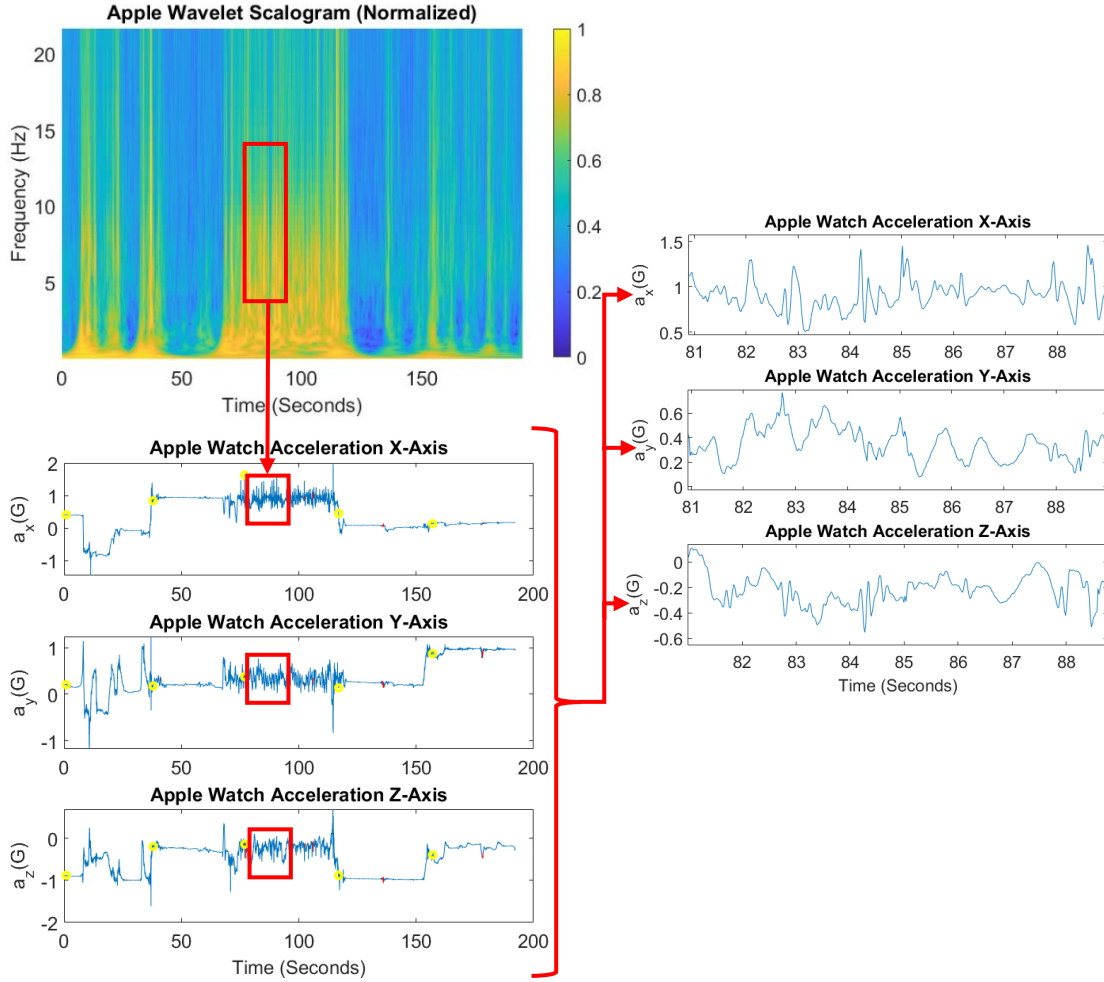 Apple Wavelet Scalogram (Normalized)
Frequency (Hz)
20
15
10
5
0 50 100 150
Time (Seconds)
1
0.8
0.6
0.4
0.2
0
Apple Watch Acceleration X-Axis
a_x(G)
2
1
0
-1
0 50 100 150 200
Apple Watch Acceleration Y-Axis
a_y(G)
1
0
-1
0 50 100 150 200
Apple Watch Acceleration Z-Axis
a_z(G)
0
-1
-2
0 50 100 150 200
Time (Seconds)
Apple Watch Acceleration X-Axis
a_x(G)
1.5
1
0.5
81 82 83 84 85 86 87 88
Apple Watch Acceleration Y-Axis
a_y(G)
0.6
0.4
0.2
0
81 82 83 84 85 86 87 88
Apple Watch Acceleration Z-Axis
a_z(G)
0
-0.2
-0.4
-0.6
82 83 84 85 86 87 88
Time (Seconds)